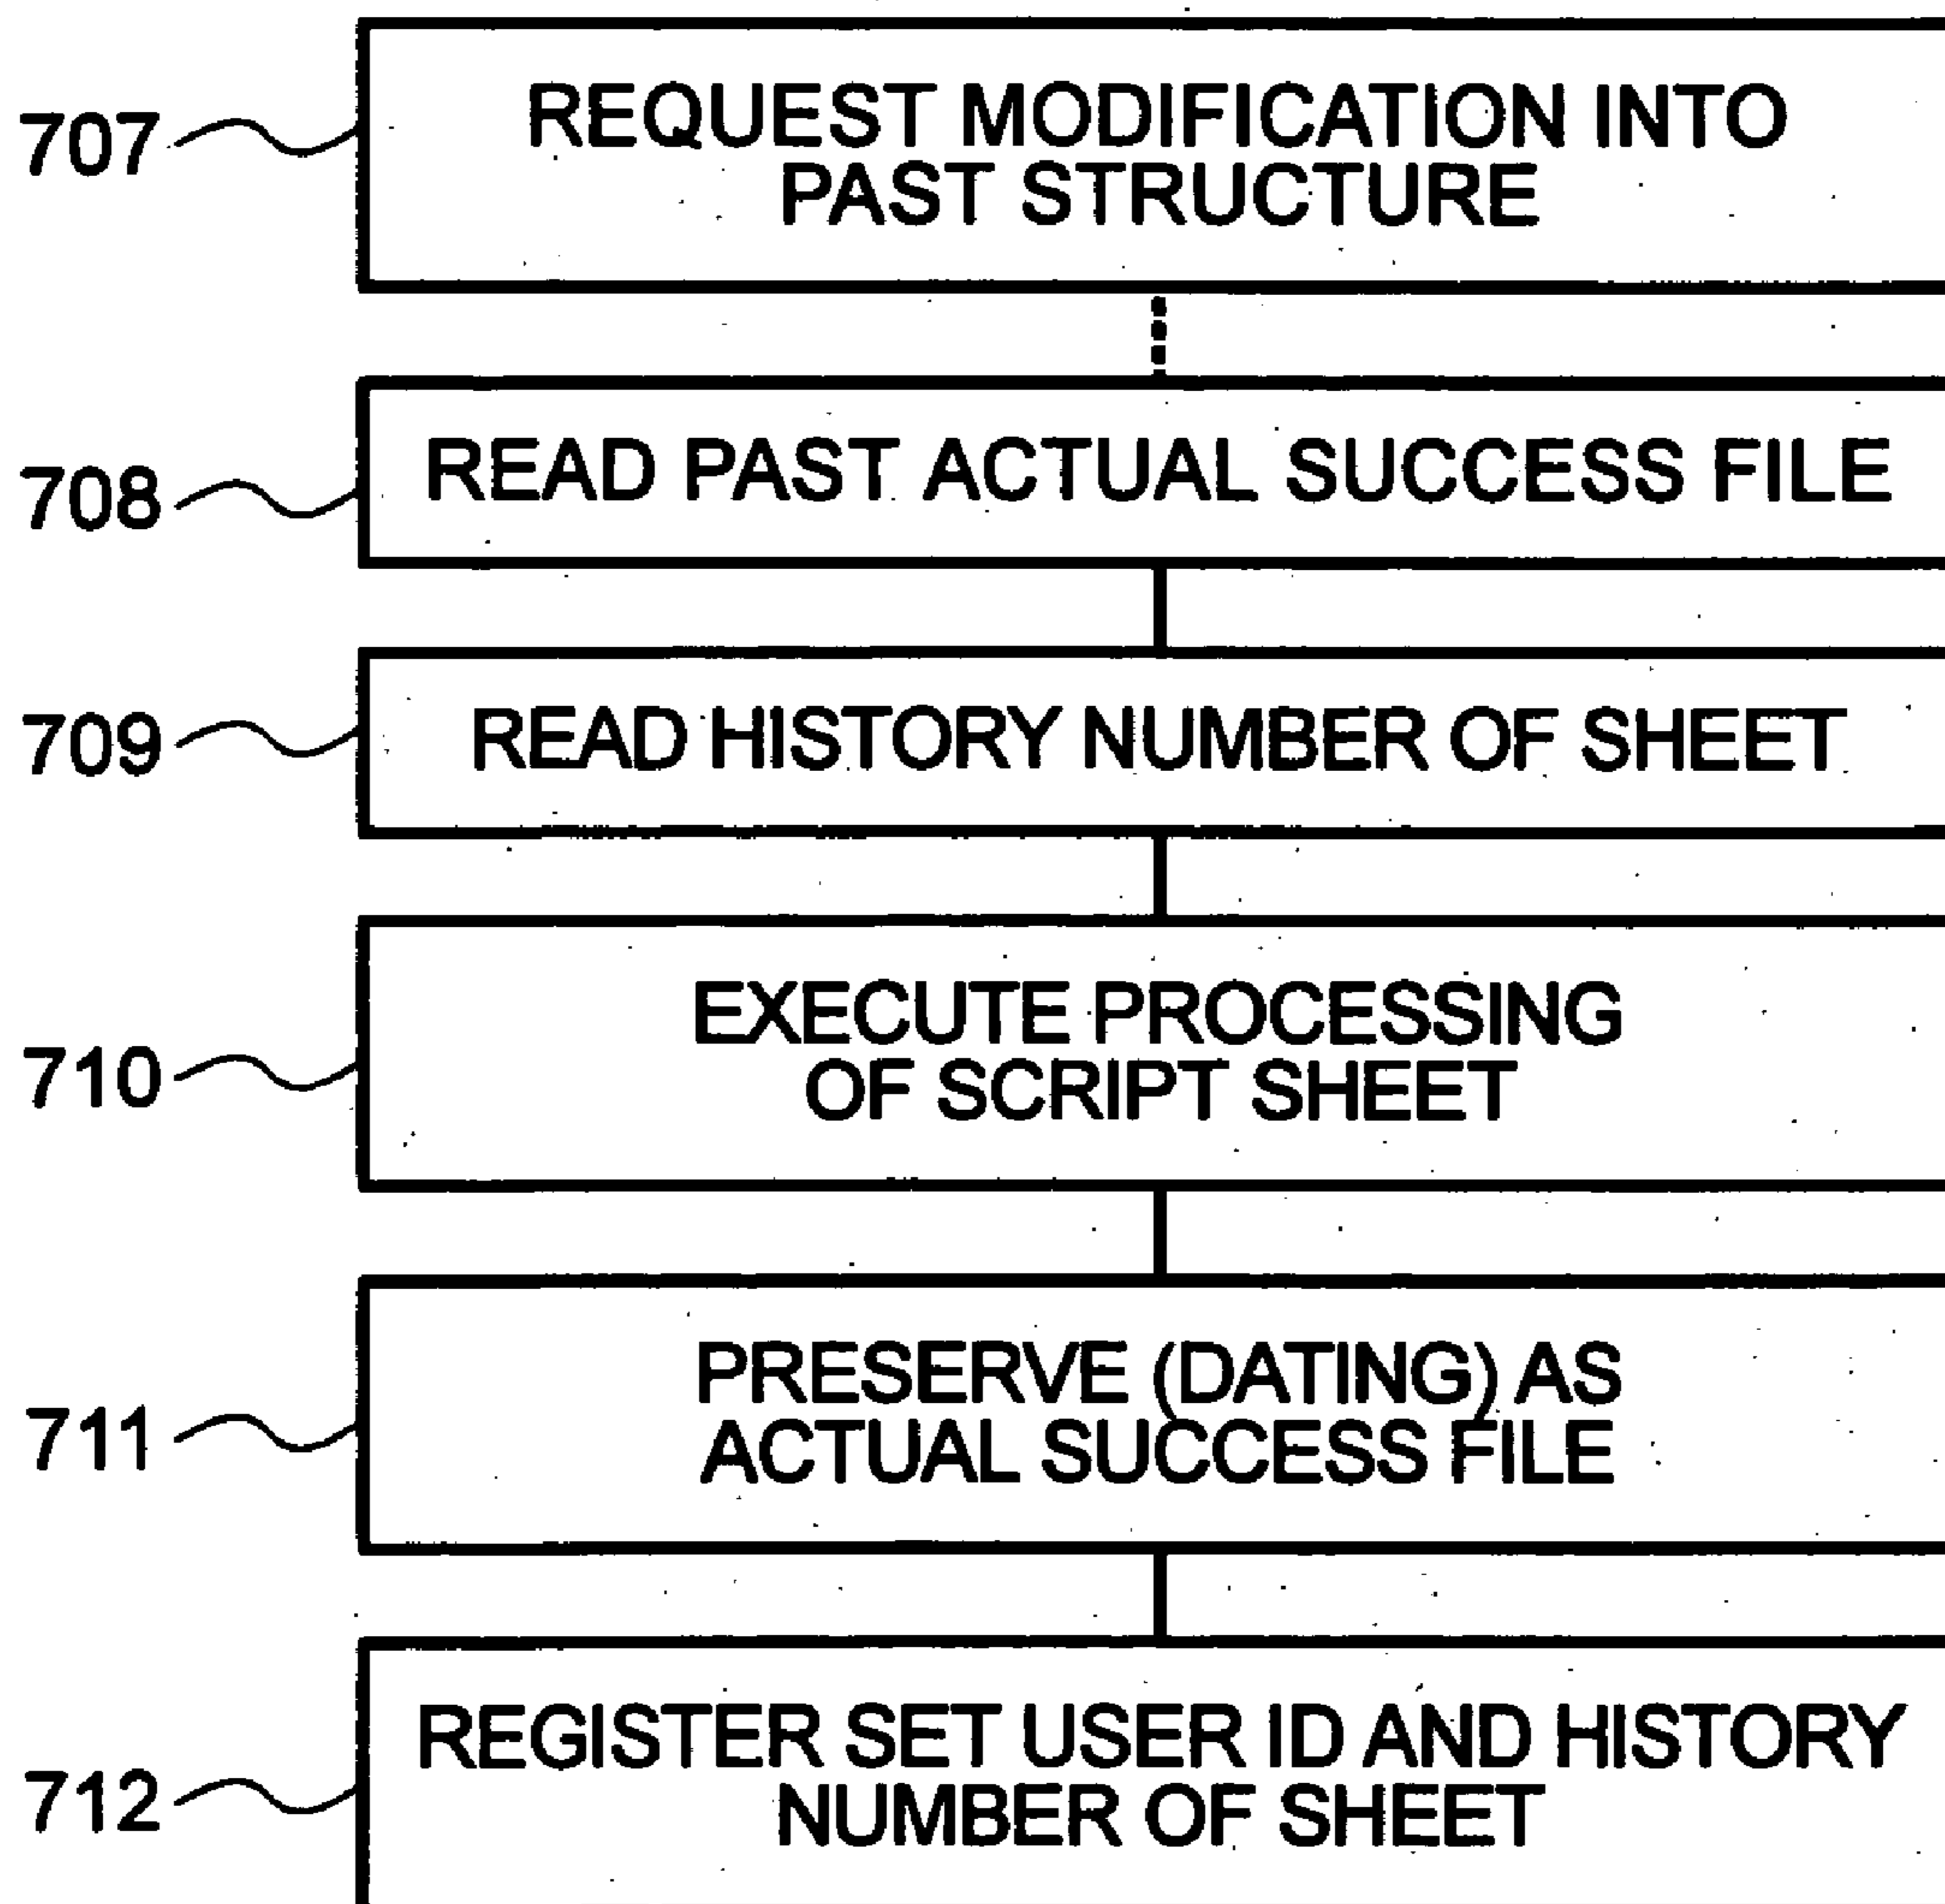 REQUEST MODIFICATION INTO
707
PAST STRUCTURE
708
READ PAST ACTUAL SUCCESS FILE
709
READ HISTORY NUMBER OF SHEET
EXECUTE PROCESSING
710
OF SCRIPT SHEET
PRESERVE (DATING) AS
711
ACTUAL SUCCESS FILE
REGISTER SET USER ID AND HISTORY
712
NUMBER OF SHEET